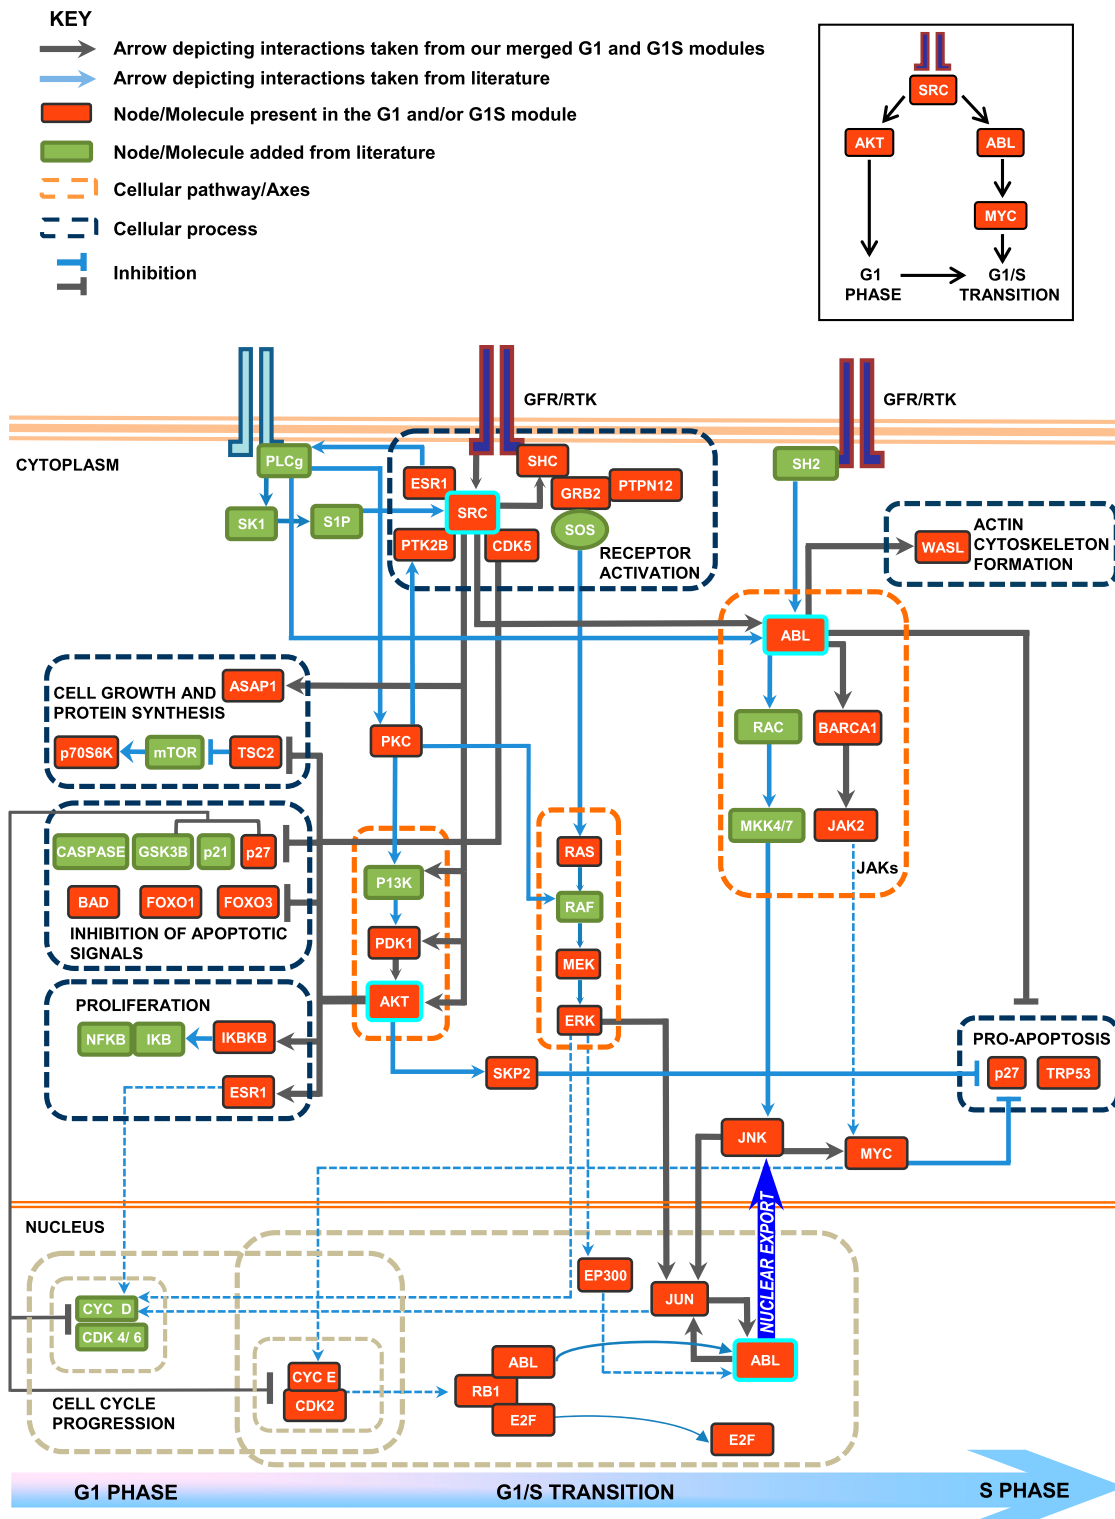 KEY
Arrow depicting interactions taken from our merged G1 and G1S modules
Arrow depicting interactions taken from literature
Node/Molecule present in the G1 and/or G1S module
Node/Molecule added from literature
Cellular pathway/Axes
Cellular process
Inhibition
SRC
AKT
ABL
MYC
G1
PHASE
G1/S
TRANSITION
GFR/RTK
GFR/RTK
CYTOPLASM
PLCg
SHC
SH2
ESR1
GRB2
PTPN12
SK1
S1P
SRC
SOS
PTK2B
CDK5
RECEPTOR
ACTIVATION
WASL
ACTIN
CYTOSKELETON
FORMATION
ABL
CELL GROWTH AND
PROTEIN SYNTHESIS
ASAP1
p70S6K
mTOR
TSC2
PKC
RAC
BARCA1
CASPASE
GSK3B
p21
p27
BAD
FOXO1
FOXO3
INHIBITION OF APOPTOTIC
SIGNALS
P13K
PDK1
AKT
RAS
RAF
MEK
ERK
MKK4/7
JAK2
JAKs
PROLIFERATION
NFKB
IKB
IKBKB
ESR1
SKP2
PRO-APOPTOSIS
p27
TRP53
JNK
MYC
NUCLEAR EXPORT
NUCLEUS
EP300
JUN
ABL
CYC D
CDK 4/ 6
CYC E
CDK2
ABL
RB1
E2F
E2F
CELL CYCLE
PROGRESSION
G1 PHASE
G1/S TRANSITION
S PHASE